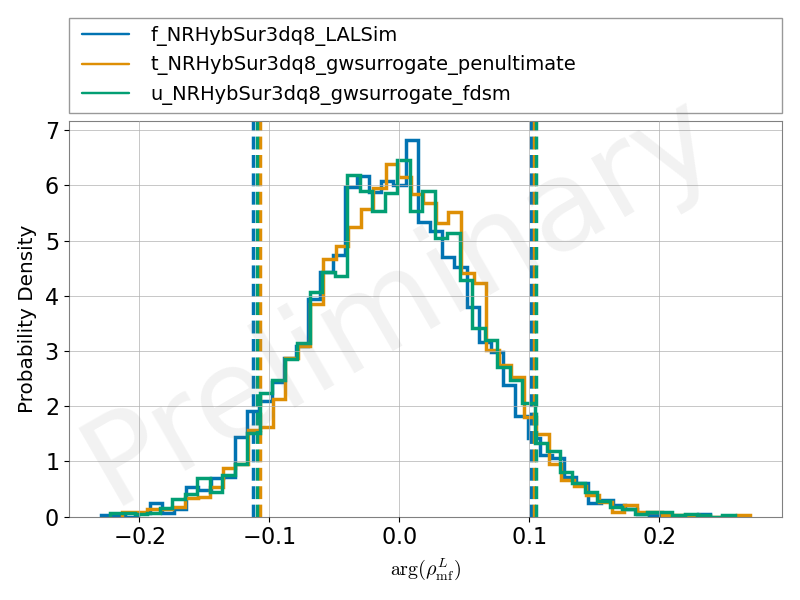 f_NRHybSur3dq8_LALSim
t_NRHybSur3dq8_gwsurrogate_penultimate
u_NRHybSur3dq8_gwsurrogate_fdsm
Preliminary
Probability Density
7
6
5
4
3
2
1
0
−0.2 −0.1 0.0 0.1 0.2
arg(ρ_mf^L)